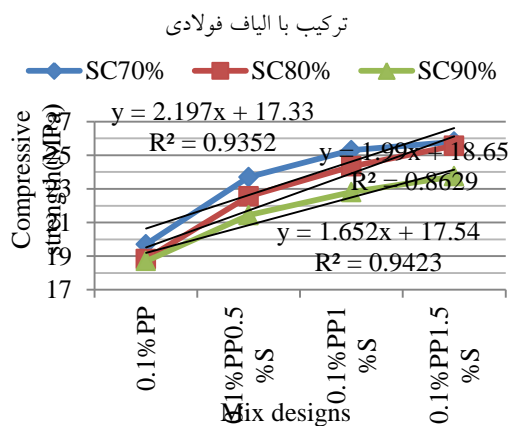 ترکیب با الیاف فولادی
SC70% SC80% SC90%
y = 2.197x + 17.33
R² = 0.9352
y = 1.99x + 18.65
R² = 0.8629
y = 1.652x + 17.54
R² = 0.9423
Compressive
strenght(MPa)
27
25
23
21
19
17
0.1%PP
0.1%PP0.5
%S
0.1%PP1
%S
0.1%PP1.5
%S
Mix designs